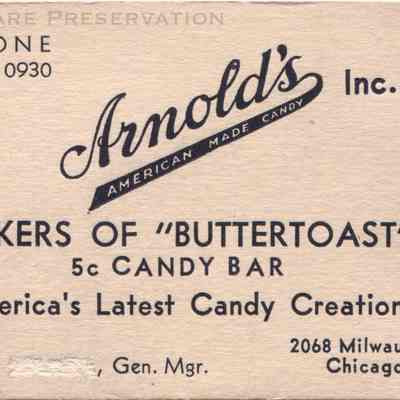 ARE PRESERVATION
ONE
0930
Arnold's Inc.
AMERICAN MADE CANDY
KERS OF "BUTTERTOAST"
5c CANDY BAR
erica's Latest Candy Creation
, Gen. Mgr.
2068 Milwau
Chicago